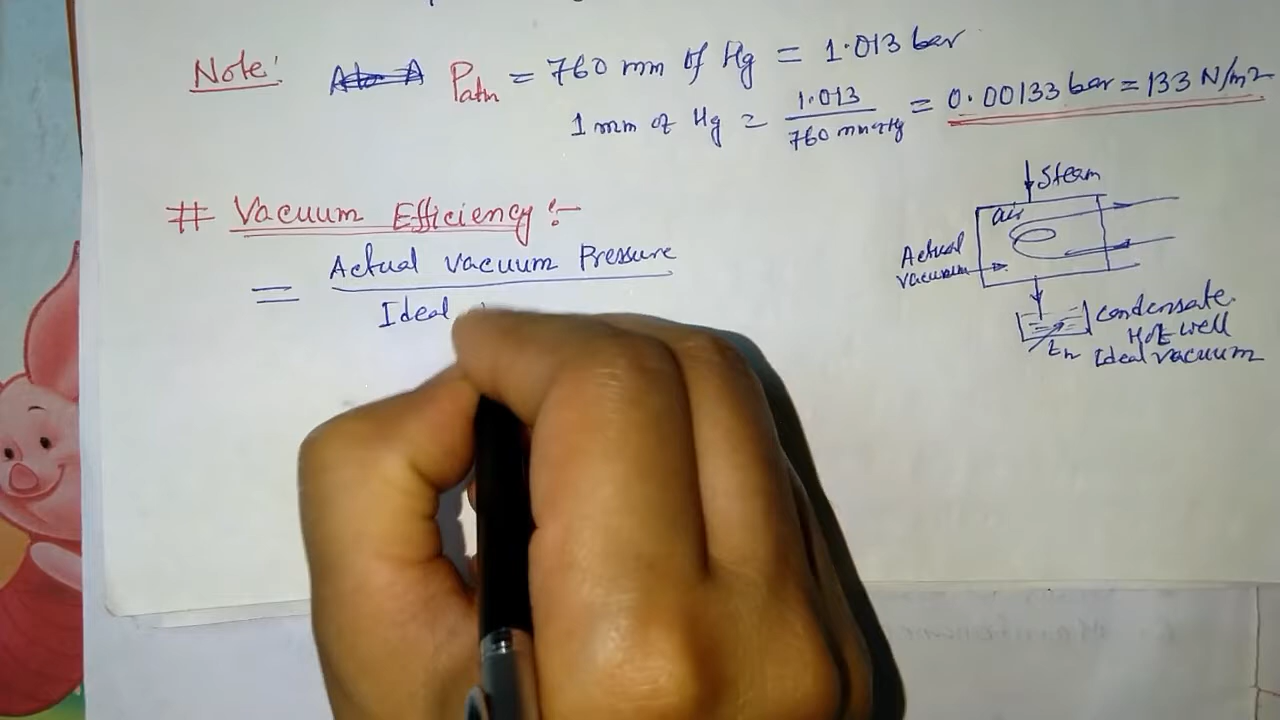 Note: Patm = 760 mm of Hg = 1.013 bar
1 mm of Hg = 1.013 / 760 mm of Hg = 0.00133 bar = 133 N/m2
# Vacuum Efficiency :-
= Actual vacuum Pressure
Ideal
Steam
air
Actual
vacuum
Condensate
Hot well
th Ideal vacuum